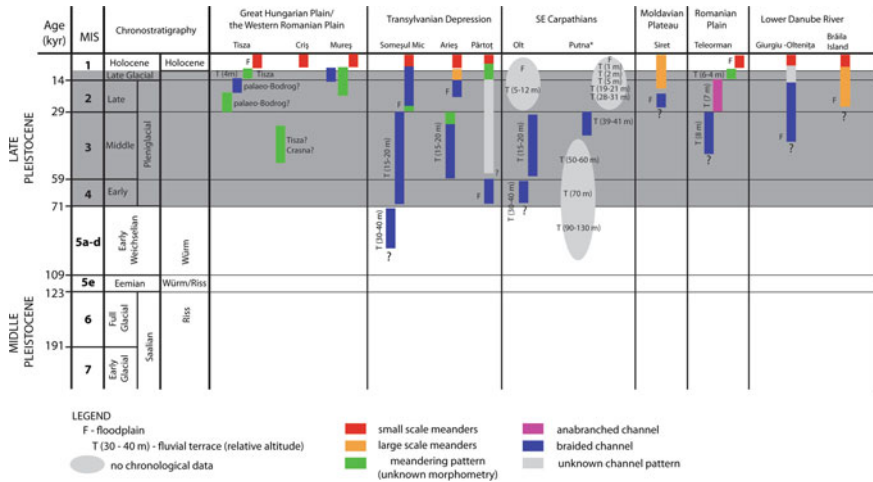 Age
(kyr)
MIS
Chronostratigraphy
Great Hungarian Plain/
the Western Romanian Plain
Tisza
Criș
Mureș
Transylvanian Depression
Someșul Mic
Arieș
Pârțoț
SE Carpathians
Olt
Putna*
Moldavian
Plateau
Siret
Romanian
Plain
Teleorman
Lower Danube River
Giurgiu -Oltenița
Brăila
Island
LATE
PLEISTOCENE
MIDLLE
PLEISTOCENE
14
29
59
71
109
123
191
1
2
3
4
5a-d
5e
6
7
Holocene
Holocene
Late Glacial
Late
Middle
Early
Pleniglacial
Early
Weichselian
Würm
Eemian
Würm/Riss
Full
Glacial
Early
Glacial
Saalian
Riss
F
T (4m)
Tisza
palaeo-Bodrog?
palaeo-Bodrog?
Tisza?
Crasna?
F
T (15-20 m)
T (30-40 m)
?
F
T (15-20 m)
?
F
F
T (5-12 m)
T (15-20 m)
T (30-40 m)
?
F
T (1 m)
T (2 m)
T (5 m)
(19-21 m)
(28-31 m)
T (39-41 m)
T (50-60 m)
T (70 m)
T (90-130 m)
F
?
F
T (6-4 m)
T (7 m)
T (8 m)
?
F
?
F
?
LEGEND
F - floodplain
T (30 - 40 m) - fluvial terrace (relative altitude)
no chronological data
small scale meanders
large scale meanders
meandering pattern
(unknown morphometry)
anabranched channel
braided channel
unknown channel pattern